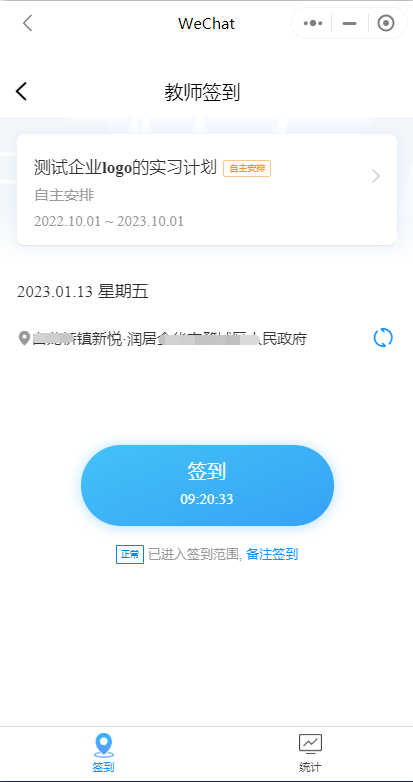 WeChat
教师签到
测试企业logo的实习计划 自主安排
自主安排
2022.10.01 ~ 2023.10.01
2023.01.13 星期五
镇新悦·润居 人民政府
签到
09:20:33
正常 已进入签到范围, 备注签到
签到 统计